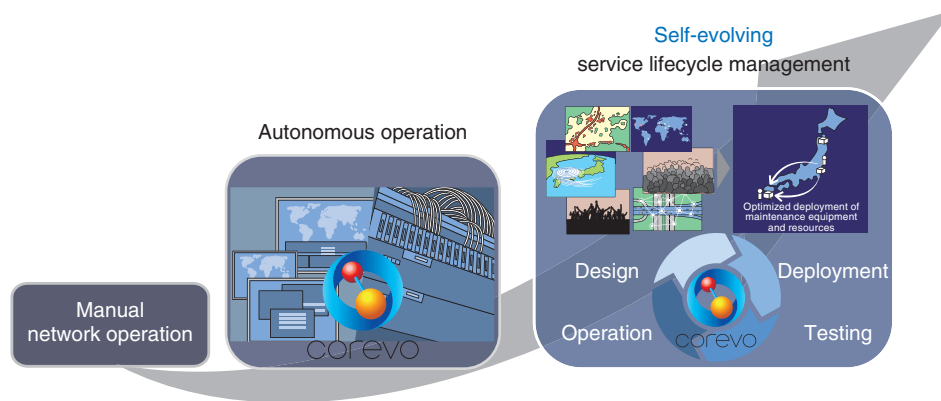 Self-evolving
service lifecycle management
Autonomous operation
Manual
network operation
corevo
Optimized deployment of
maintenance equipment
and resources
Design
Deployment
Operation
Testing
corevo